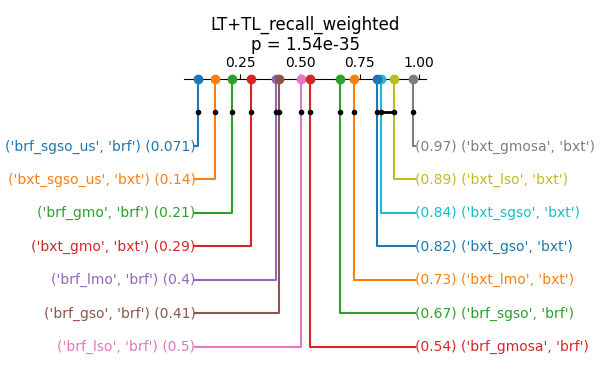 LT+TL_recall_weighted
p = 1.54e-35
0.25 0.50 0.75 1.00
('brf_sgso_us', 'brf') (0.071) (0.97) ('bxt_gmosa', 'bxt')
('bxt_sgso_us', 'bxt') (0.14) (0.89) ('bxt_lso', 'bxt')
('brf_gmo', 'brf') (0.21) (0.84) ('bxt_sgso', 'bxt')
('bxt_gmo', 'bxt') (0.29) (0.82) ('bxt_gso', 'bxt')
('brf_lmo', 'brf') (0.4) (0.73) ('bxt_lmo', 'bxt')
('brf_gso', 'brf') (0.41) (0.67) ('brf_sgso', 'brf')
('brf_lso', 'brf') (0.5) (0.54) ('brf_gmosa', 'brf')